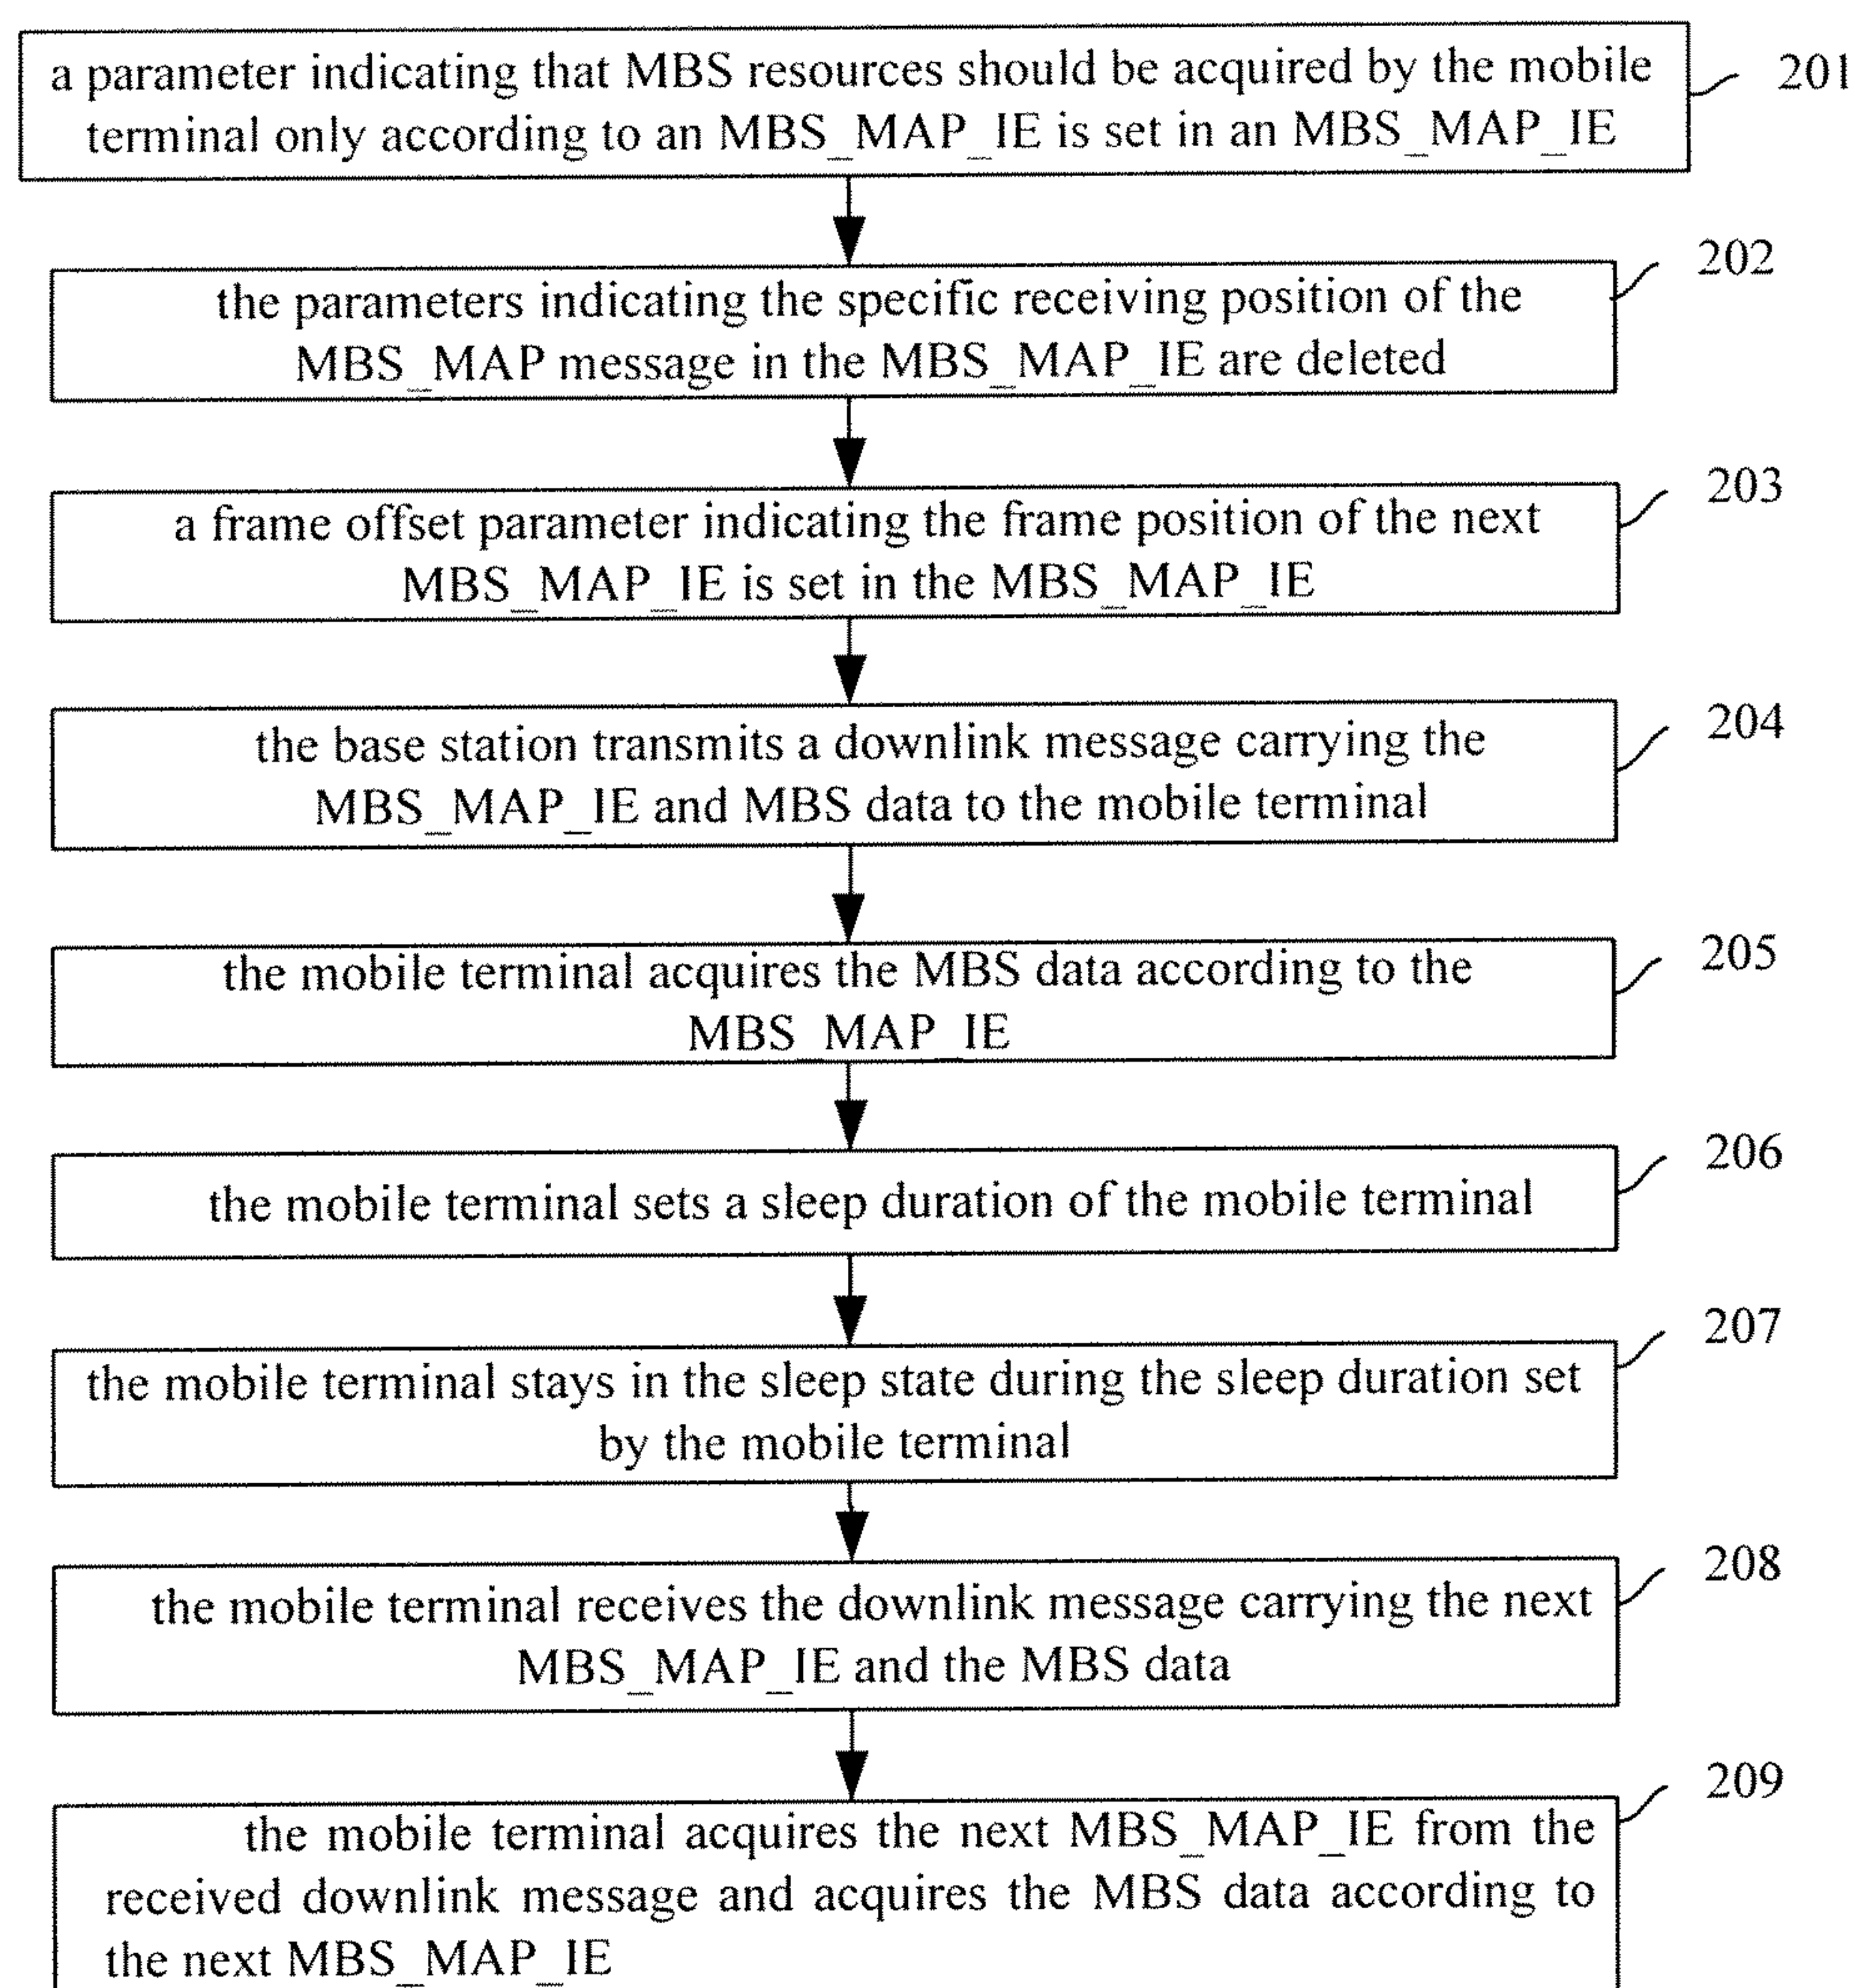 a parameter indicating that MBS resources should be acquired by the mobile
201
terminal only according to an MBS_MAP_IE is set in an MBS_MAP_IE
202
the parameters indicating the specific receiving position of the
MBS_MAP message in the MBS_MAP_IE are deleted
203
a frame offset parameter indicating the frame position of the next
MBS_MAP_IE is set in the MBS_MAP_IE
204
the base station transmits a downlink message carrying the
MBS_MAP_IE and MBS data to the mobile terminal
205
the mobile terminal acquires the MBS data according to the
MBS_MAP_IE
206
the mobile terminal sets a sleep duration of the mobile terminal
207
the mobile terminal stays in the sleep state during the sleep duration set
by the mobile terminal
208
the mobile terminal receives the downlink message carrying the next
MBS_MAP_IE and the MBS data
209
the mobile terminal acquires the next MBS_MAP_IE from the
received downlink message and acquires the MBS data according to
the next MBS_MAP_IE